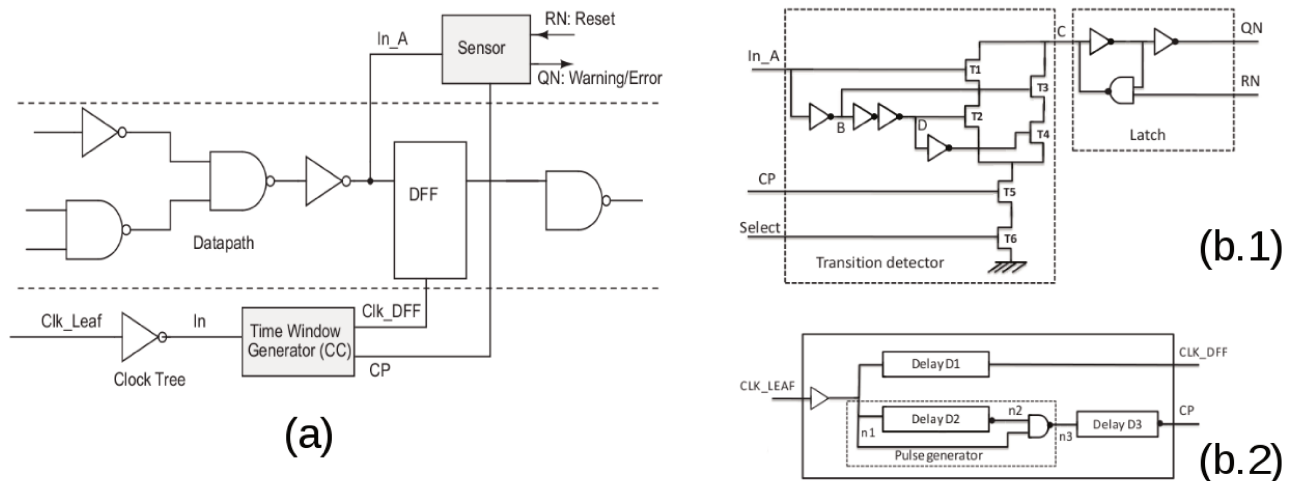 RN: Reset
In_A
Sensor
QN: Warning/Error
DFF
Datapath
Clk_Leaf
In
Time Window
Generator (CC)
Clk_DFF
CP
Clock Tree
(a)
In_A
T1
C
QN
T3
B
D
T2
T4
RN
Latch
CP
T5
Select
T6
Transition detector
(b.1)
CLK_LEAF
Delay D1
CLK_DFF
n1
Delay D2
n2
n3
Delay D3
CP
Pulse generator
(b.2)